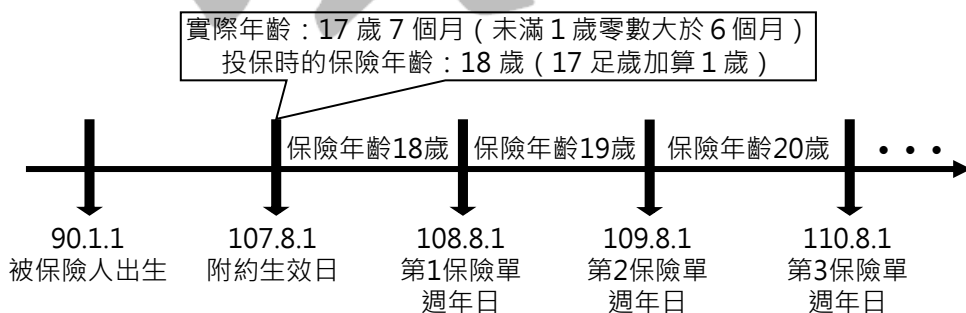 實際年齡：17 歲 7 個月（未滿 1 歲零數大於 6 個月）
投保時的保險年齡：18 歲（17 足歲加算 1 歲）
保險年齡18歲 保險年齡19歲 保險年齡20歲 • • •
90.1.1 107.8.1 108.8.1 109.8.1 110.8.1
被保險人出生 附約生效日 第1保險單 第2保險單 第3保險單
週年日 週年日 週年日